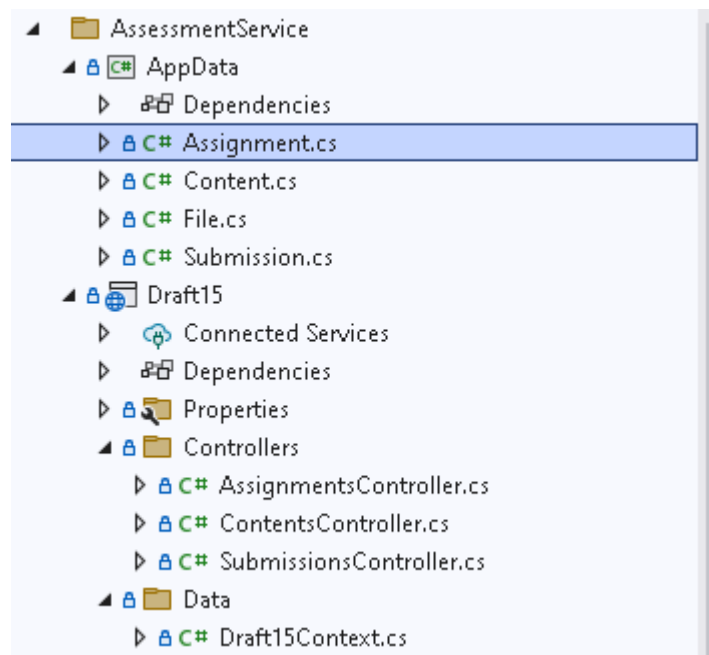 AssessmentService
C# AppData
Dependencies
C# Assignment.cs
C# Content.cs
C# File.cs
C# Submission.cs
Draft15
Connected Services
Dependencies
Properties
Controllers
C# AssignmentsController.cs
C# ContentsController.cs
C# SubmissionsController.cs
Data
C# Draft15Context.cs